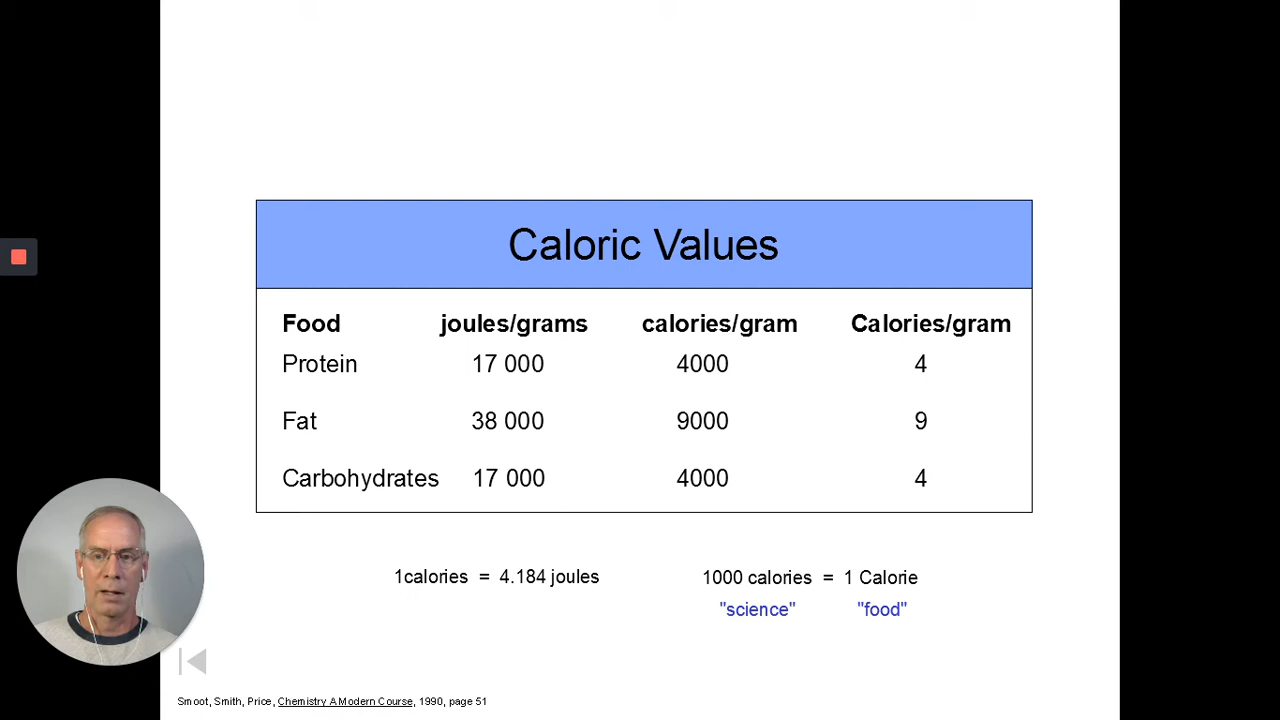 Caloric Values
Food joules/grams calories/gram Calories/gram
Protein 17 000 4000 4
Fat 38 000 9000 9
Carbohydrates 17 000 4000 4
1calories = 4.184 joules 1000 calories = 1 Calorie
"science" "food"
Smoot, Smith, Price, Chemistry A Modern Course, 1990, page 51